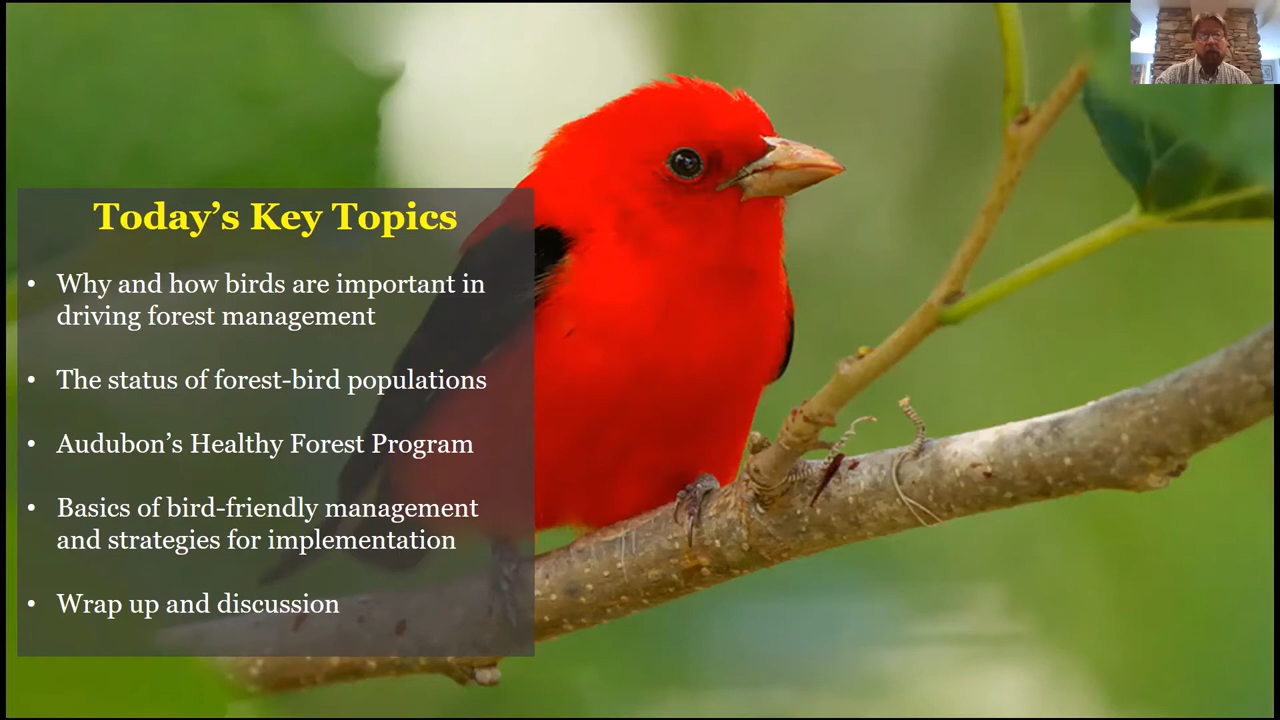 Today’s Key Topics
• Why and how birds are important in
driving forest management
• The status of forest-bird populations
• Audubon’s Healthy Forest Program
• Basics of bird-friendly management
and strategies for implementation
• Wrap up and discussion